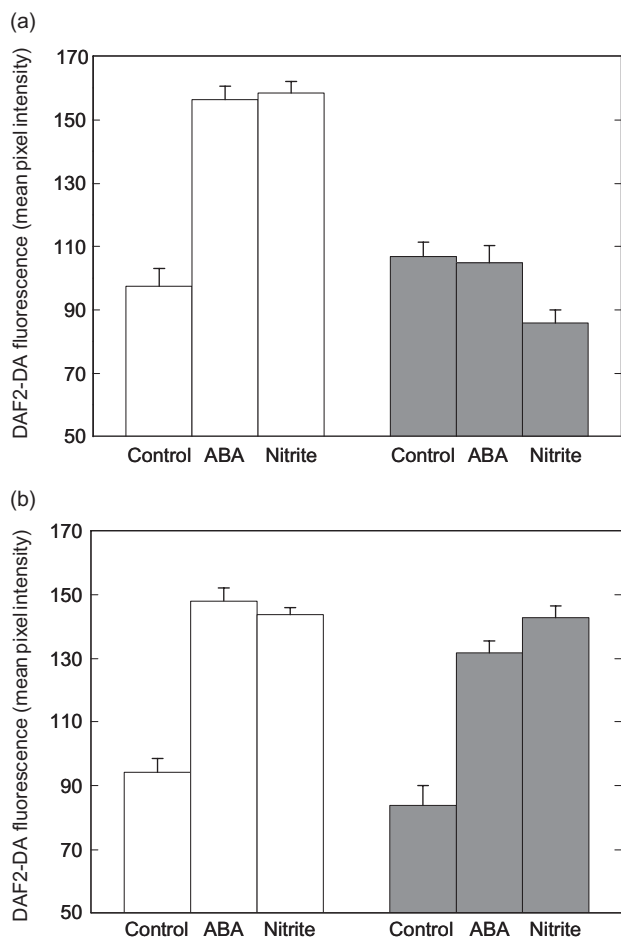 (a)
DAF2-DA fluorescence (mean pixel intensity)
170
150
130
110
90
70
50
Control ABA Nitrite Control ABA Nitrite
(b)
DAF2-DA fluorescence (mean pixel intensity)
170
150
130
110
90
70
50
Control ABA Nitrite Control ABA Nitrite